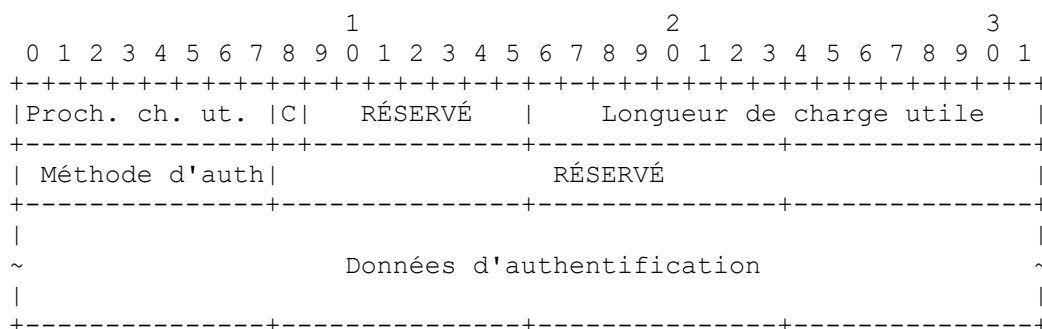 1                   2                   3
 0 1 2 3 4 5 6 7 8 9 0 1 2 3 4 5 6 7 8 9 0 1 2 3 4 5 6 7 8 9 0 1
+-+-+-+-+-+-+-+-+-+-+-+-+-+-+-+-+-+-+-+-+-+-+-+-+-+-+-+-+-+-+-+-+
|Proch. ch. ut. |C|   RÉSERVÉ   |    Longueur de charge utile   |
+---------------+-+-------------+---------------+---------------+
| Méthode d'auth|                 RÉSERVÉ                       |
+---------------+---------------+---------------+---------------+
|                                                               |
~                    Données d'authentification                 ~
|                                                               |
+---------------+---------------+---------------+---------------+